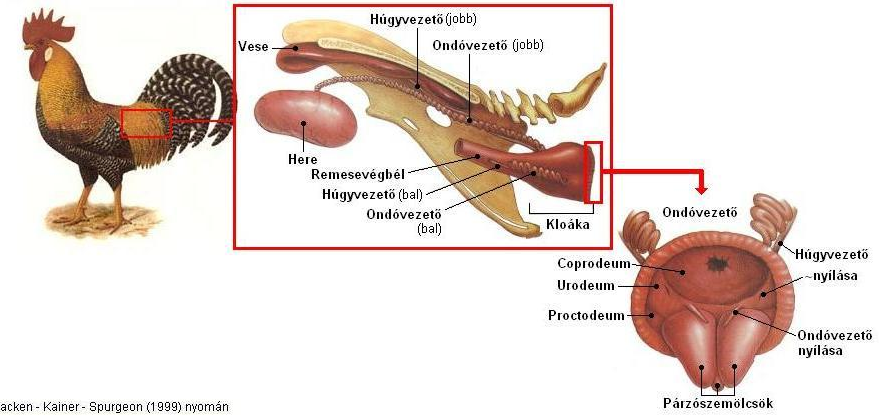 Húgyvezető (jobb)
Vese
Ondóvezető (jobb)
Here
Remesevégbél
Húgyvezető (bal)
Ondóvezető
(bal)
Kloáka
Ondóvezető
Húgyvezető
Coprodeum
~nyílása
Urodeum
Proctodeum
Ondóvezető
nyílása
Párzószemölcsök
acken - Kainer - Spurgeon (1999) nyomán